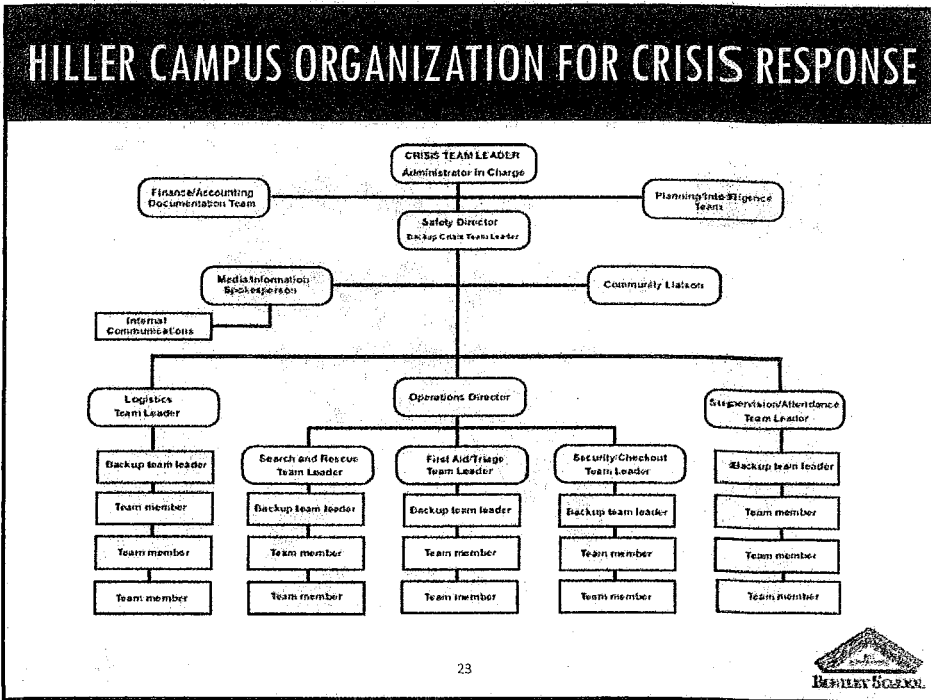 HILLER CAMPUS ORGANIZATION FOR CRISIS RESPONSE
CRISIS TEAM LEADER
Administrator in Charge
Finance/Accounting
Documentation Team
Planning/Intelligence
Team
Safety Director
Backup Crisis Team Leader
Media/Information
Spokesperson
Community Liaison
Internal
Communications
Logistics
Team Leader
Operations Director
Supervision/Attendance
Team Leader
Search and Rescue
Team Leader
First Aid/Triage
Team Leader
Security/Checkout
Team Leader
Backup team leader
Backup team leader
Backup team leader
Backup team leader
Backup team leader
Team member
Team member
Team member
Team member
Team member
Team member
Team member
Team member
Team member
Team member
Team member
Team member
23
BENTLEY SCHOOL